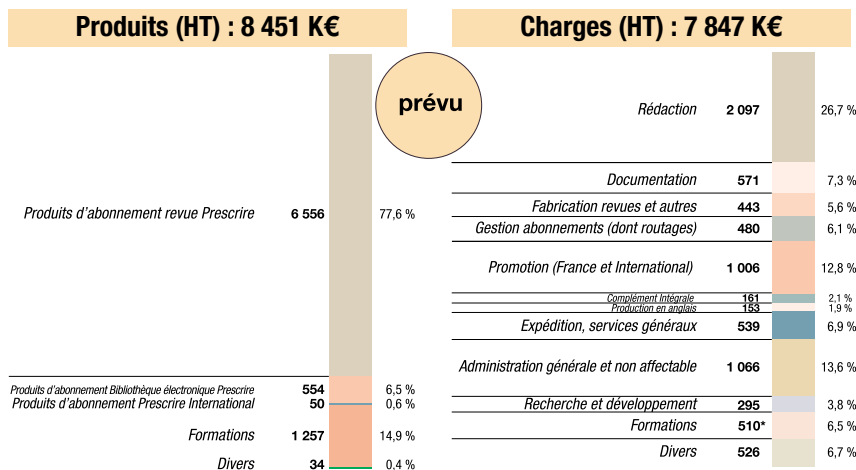 Produits (HT) : 8 451 K€
Charges (HT) : 7 847 K€
prévu
Produits d'abonnement revue Prescrire 6 556 77,6 %
Produits d'abonnement Bibliothèque électronique Prescrire 554 6,5 %
Produits d'abonnement Prescrire International 50 0,6 %
Formations 1 257 14,9 %
Divers 34 0,4 %
Rédaction 2 097 26,7 %
Documentation 571 7,3 %
Fabrication revues et autres 443 5,6 %
Gestion abonnements (dont routages) 480 6,1 %
Promotion (France et International) 1 006 12,8 %
Complément Intégrale 161 2,1 %
Production en anglais 153 1,9 %
Expédition, services généraux 539 6,9 %
Administration générale et non affectable 1 066 13,6 %
Recherche et développement 295 3,8 %
Formations 510* 6,5 %
Divers 526 6,7 %